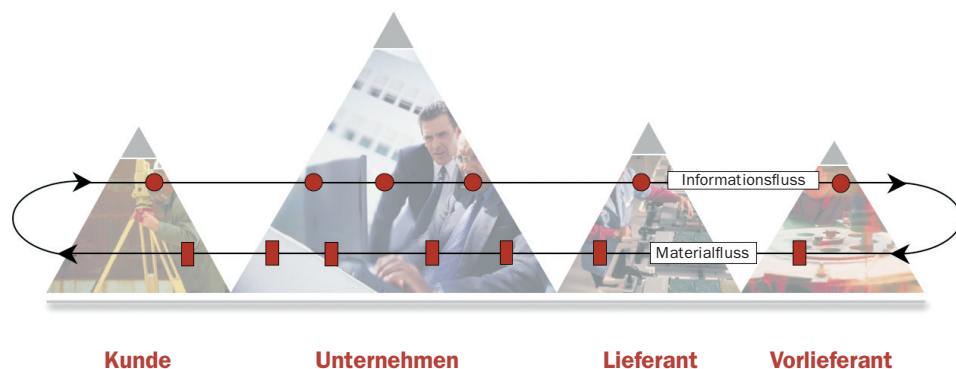 Informationsfluss
Materialfluss
Kunde Unternehmen Lieferant Vorlieferant